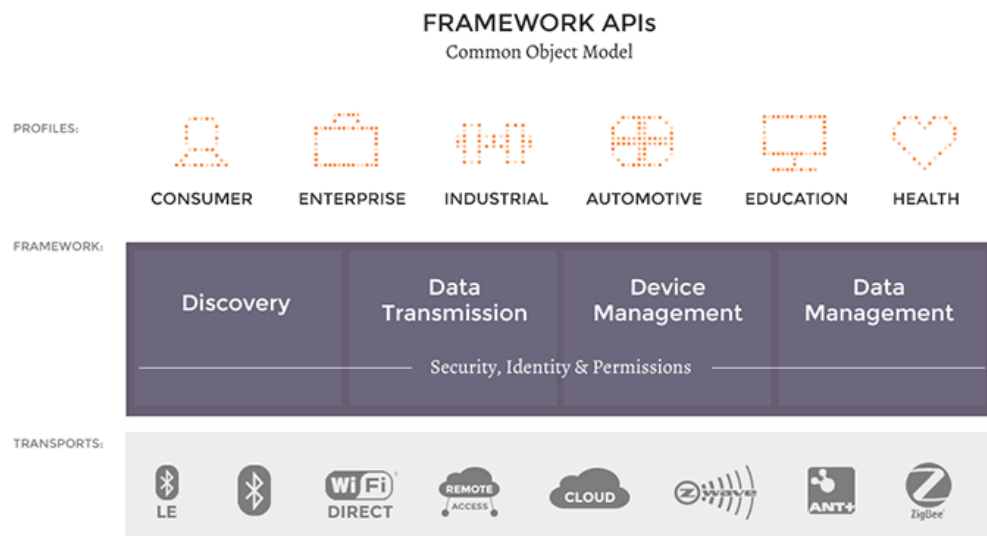 FRAMEWORK APIs
Common Object Model
PROFILES:
CONSUMER ENTERPRISE INDUSTRIAL AUTOMOTIVE EDUCATION HEALTH
FRAMEWORK:
Discovery
Data
Transmission
Device
Management
Data
Management
Security, Identity & Permissions
TRANSPORTS:
LE
WiFi
DIRECT
REMOTE
ACCESS
CLOUD
Z wave
ANT+
Z
ZigBee